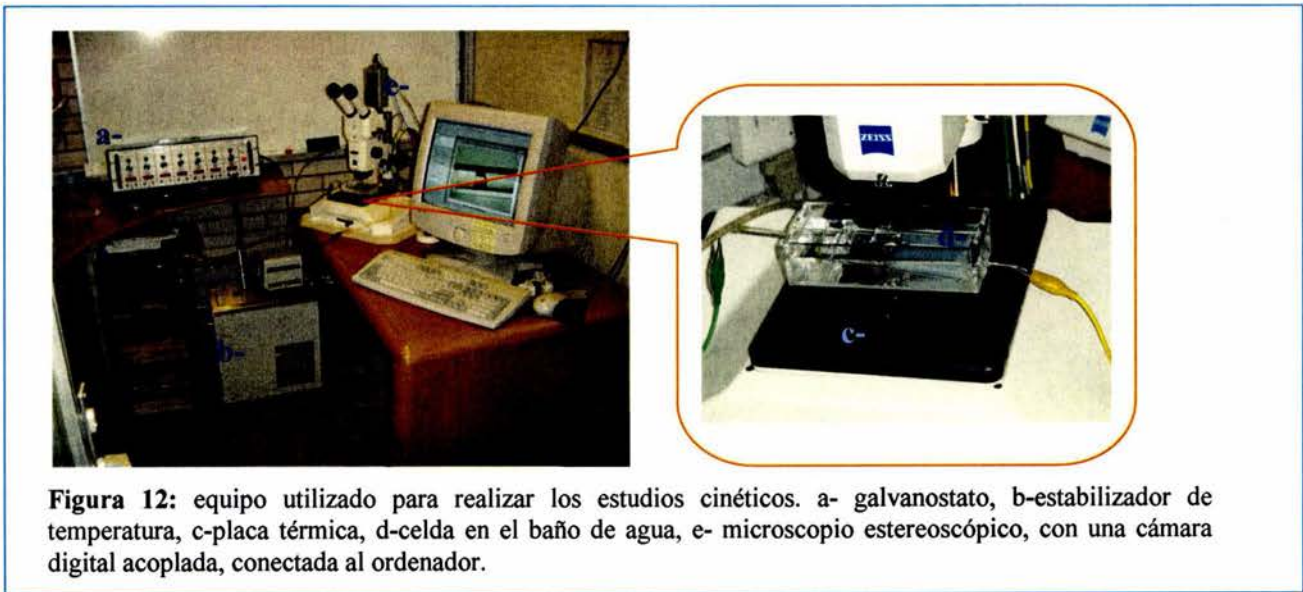 a-
e-
b-
ZEISS
d-
c-
Figura 12: equipo utilizado para realizar los estudios cinéticos. a- galvanostato, b-estabilizador de
temperatura, c-placa térmica, d-celda en el baño de agua, e- microscopio estereoscópico, con una cámara
digital acoplada, conectada al ordenador.